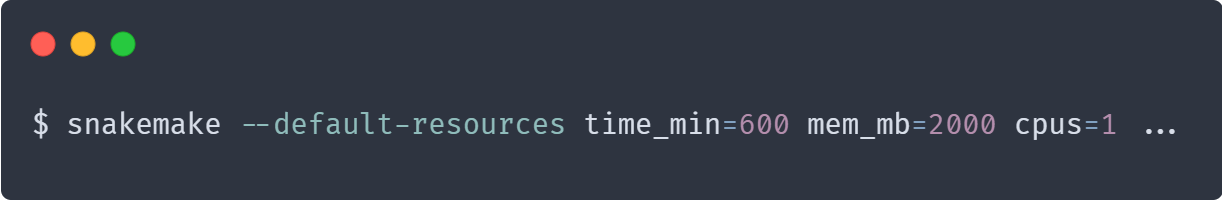 $ snakemake --default-resources time_min=600 mem_mb=2000 cpus=1 ...